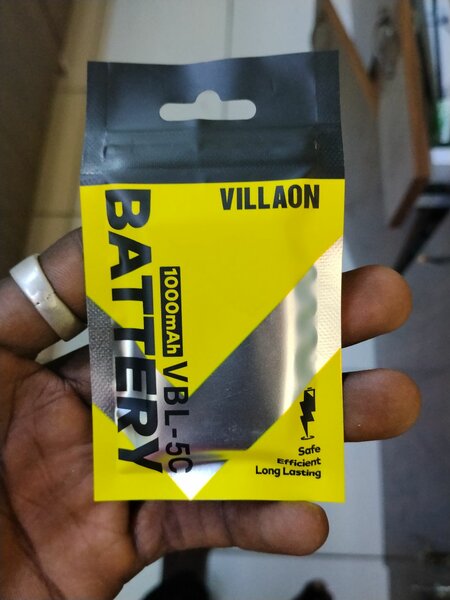 VILLAON
BATTERY
1000mAh
VBL-5C
Safe
Efficient
Long Lasting